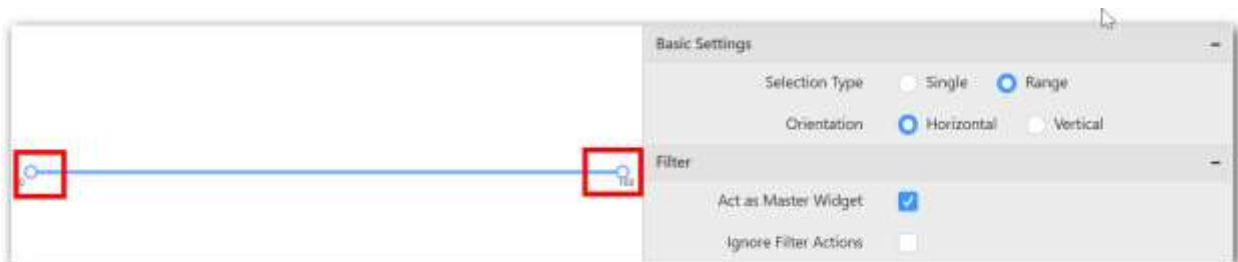 Basic Settings
Selection Type Single Range
Orientation Horizontal Vertical
Filter
Act as Master Widget
Ignore Filter Actions